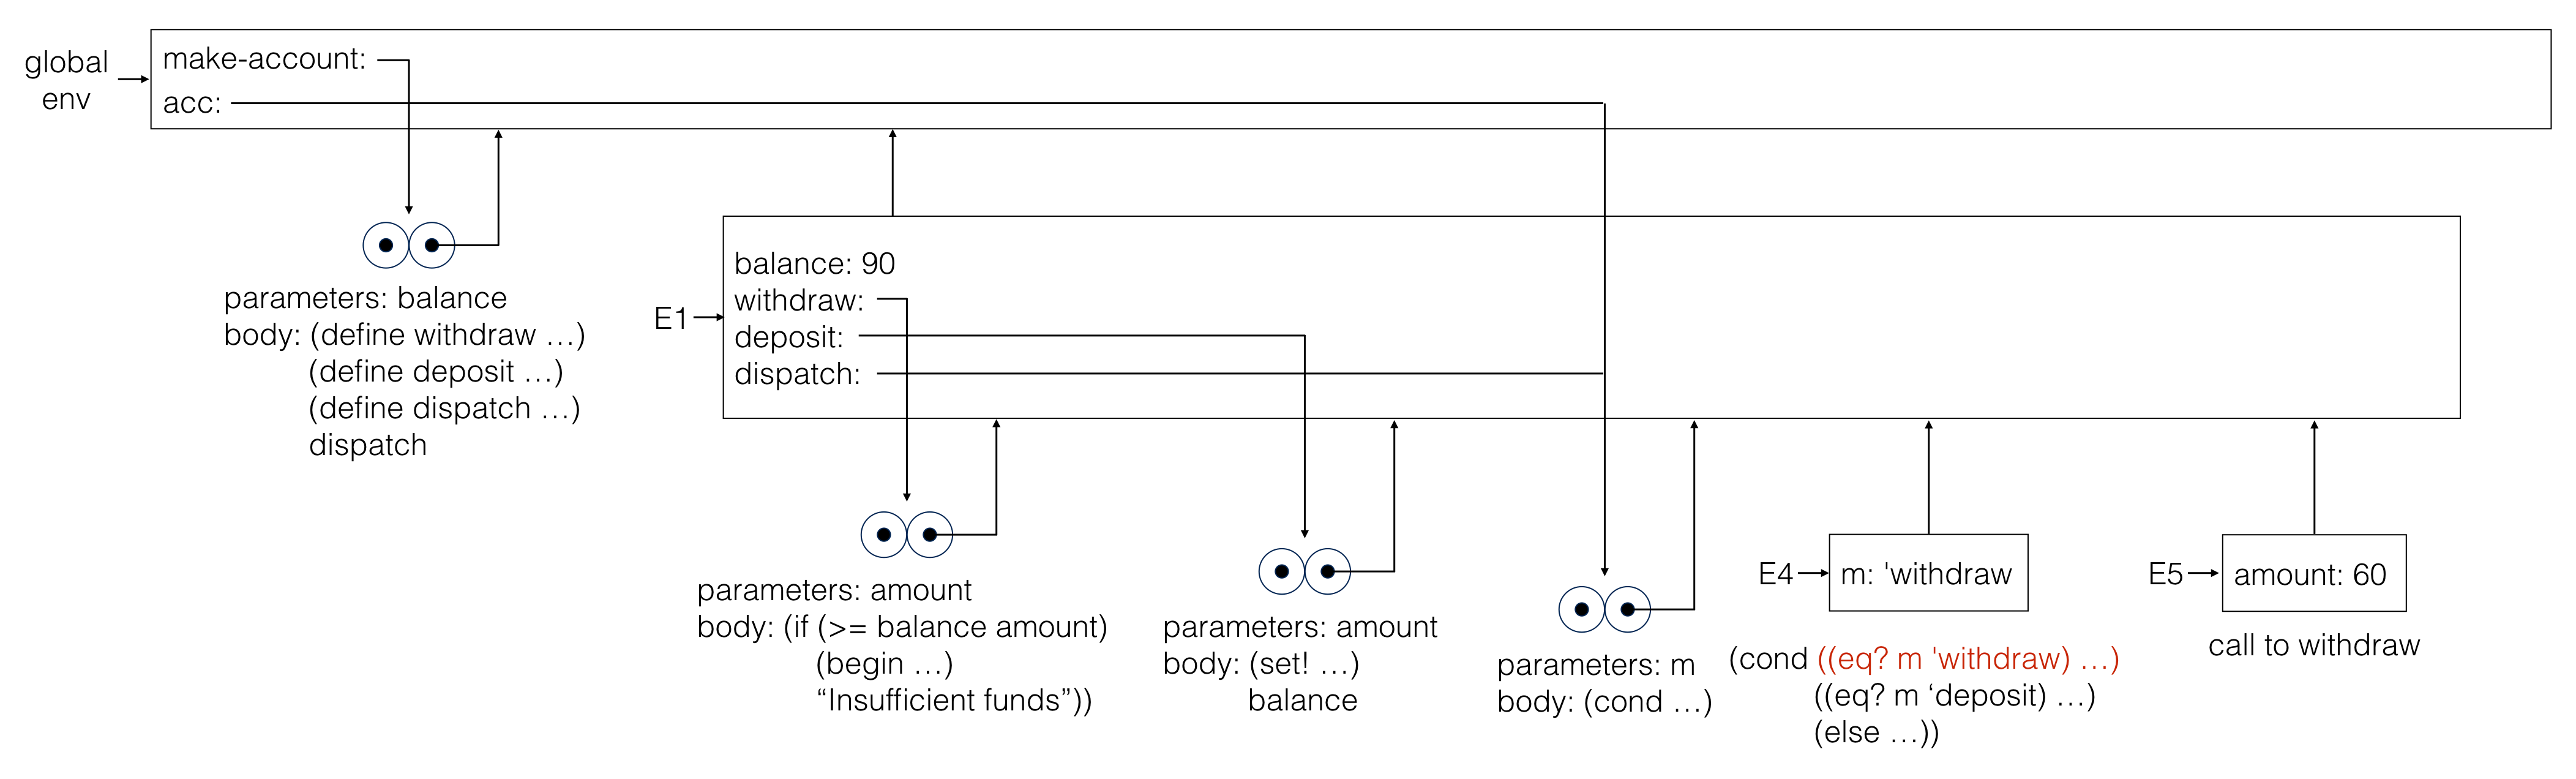 global
env
make-account:
acc:
parameters: balance
body: (define withdraw …)
(define deposit …)
(define dispatch …)
dispatch
E1
balance: 90
withdraw:
deposit:
dispatch:
parameters: amount
body: (if (>= balance amount)
(begin …)
“Insufficient funds”))
parameters: amount
body: (set! …)
balance
parameters: m
body: (cond …)
E4
m: 'withdraw
(cond ((eq? m 'withdraw) …)
((eq? m ‘deposit) …)
(else …))
E5
amount: 60
call to withdraw